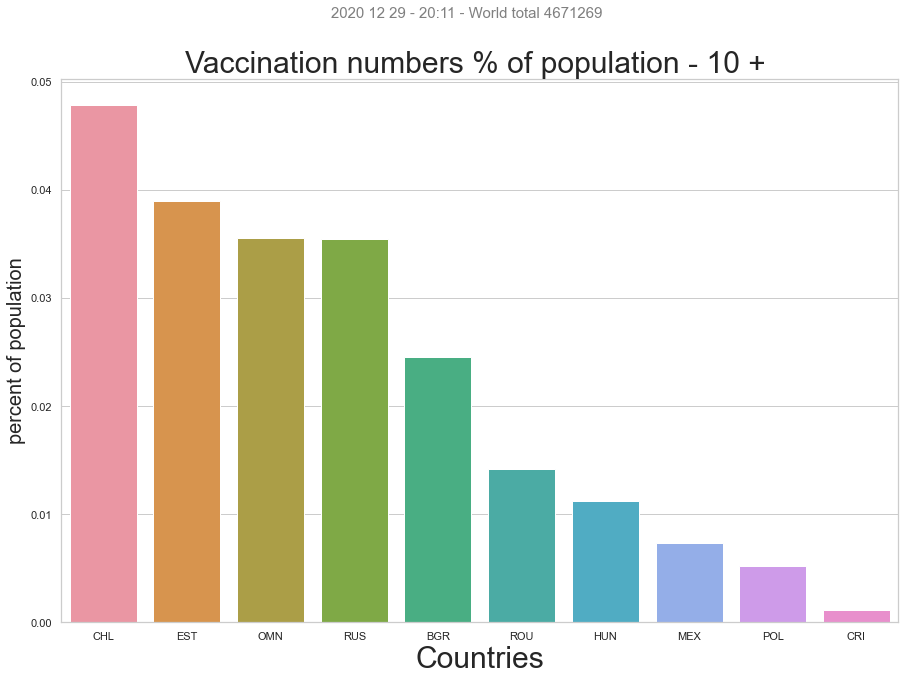 2020 12 29 - 20:11 - World total 4671269
Vaccination numbers % of population - 10 +
percent of population
0.05
0.04
0.03
0.02
0.01
0.00
CHL EST OMN RUS BGR ROU HUN MEX POL CRI
Countries